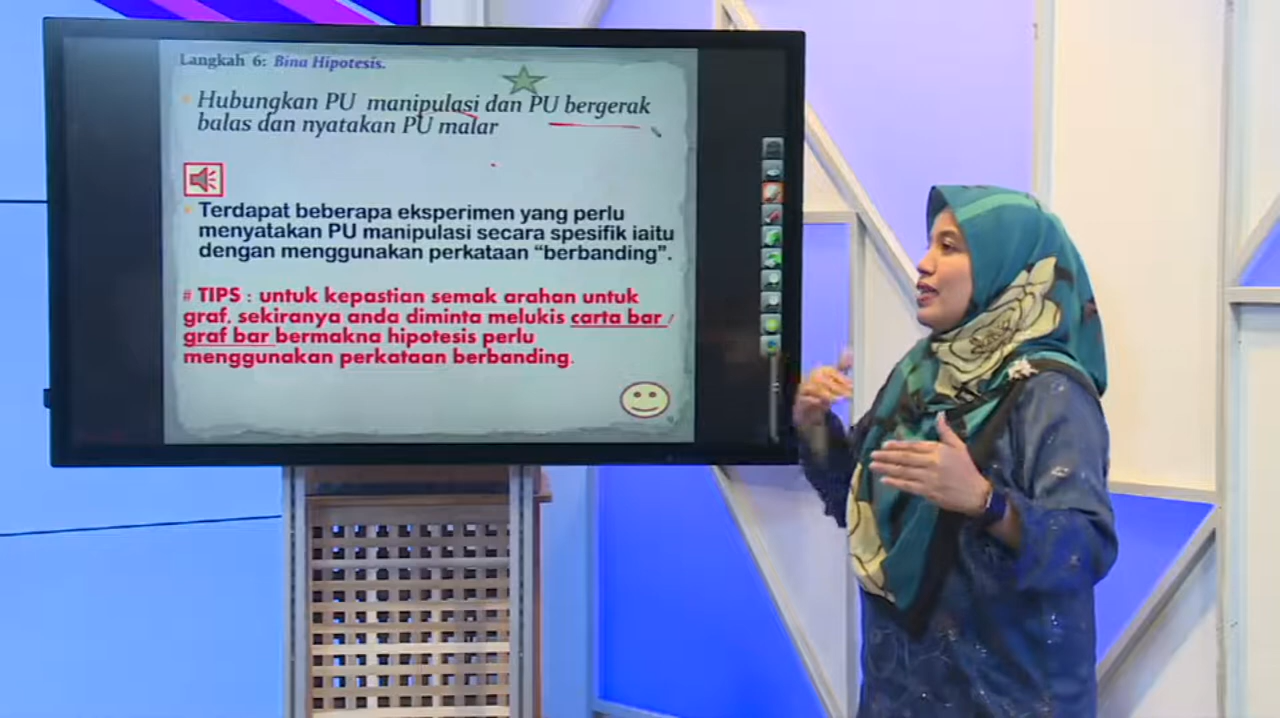 Langkah 6: Bina Hipotesis.
Hubungkan PU manipulasi dan PU bergerak
balas dan nyatakan PU malar
Terdapat beberapa eksperimen yang perlu
menyatakan PU manipulasi secara spesifik iaitu
dengan menggunakan perkataan “berbanding”.
# TIPS : untuk kepastian semak arahan untuk
graf, sekiranya anda diminta melukis carta bar /
graf bar bermakna hipotesis perlu
menggunakan perkataan berbanding.